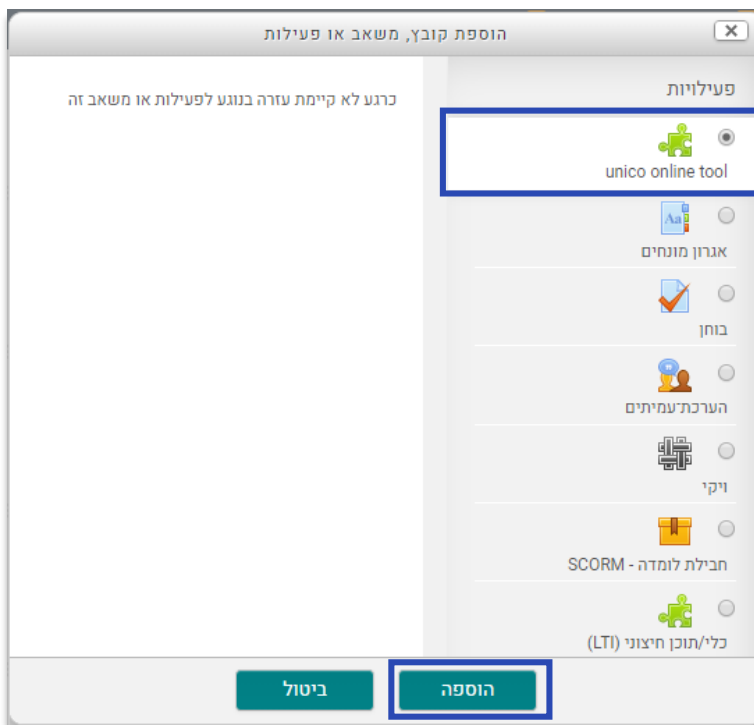 הוספת קובץ, משאב או פעילות
פעילויות
unico online tool
אגרון מונחים
בוחן
הערכת־עמיתים
ויקי
חבילת לומדה - SCORM
כלי/תוכן חיצוני (LTI)
כרגע לא קיימת עזרה בנוגע לפעילות או משאב זה
הוספה
ביטול